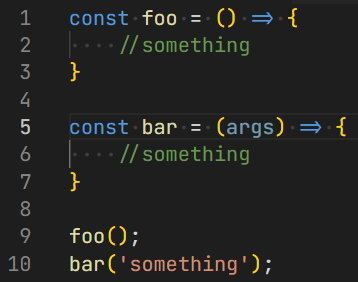 1 const foo = () => {
2     //something
3 }
4
5 const bar = (args) => {
6     //something
7 }
8
9 foo();
10 bar('something');